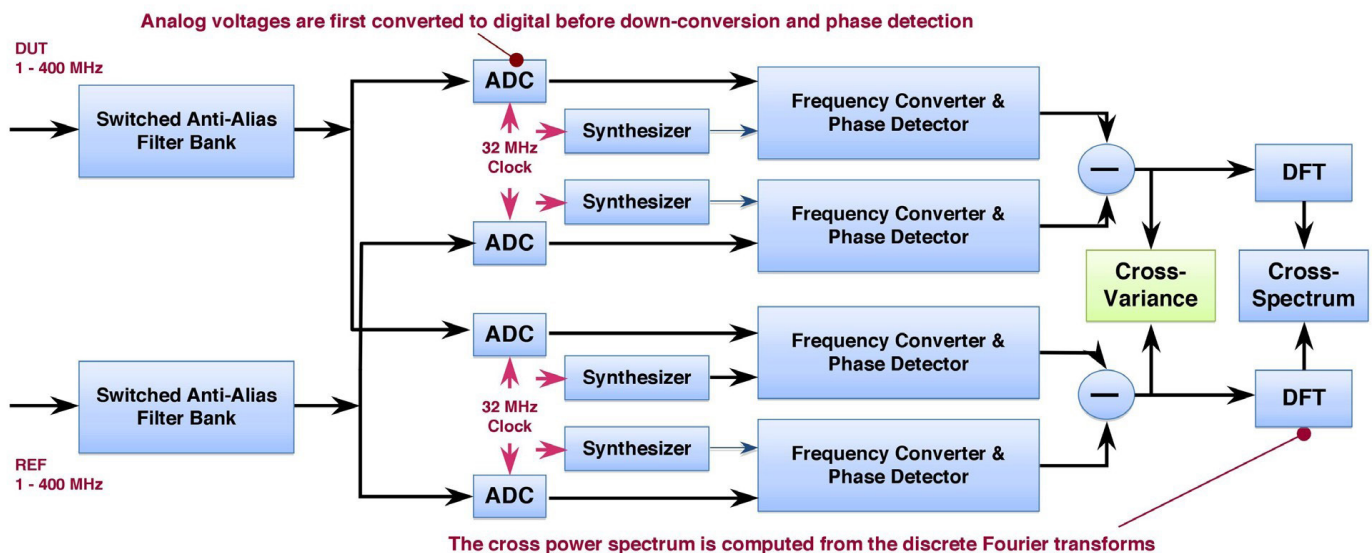 Analog voltages are first converted to digital before down-conversion and phase detection
DUT
1 - 400 MHz
Switched Anti-Alias
Filter Bank
ADC
Synthesizer
Frequency Converter &
Phase Detector
32 MHz
Clock
Synthesizer
ADC
Frequency Converter &
Phase Detector
—
DFT
Cross-
Variance
Cross-
Spectrum
REF
1 - 400 MHz
Switched Anti-Alias
Filter Bank
ADC
Synthesizer
Frequency Converter &
Phase Detector
32 MHz
Clock
Synthesizer
ADC
Frequency Converter &
Phase Detector
—
DFT
The cross power spectrum is computed from the discrete Fourier transforms